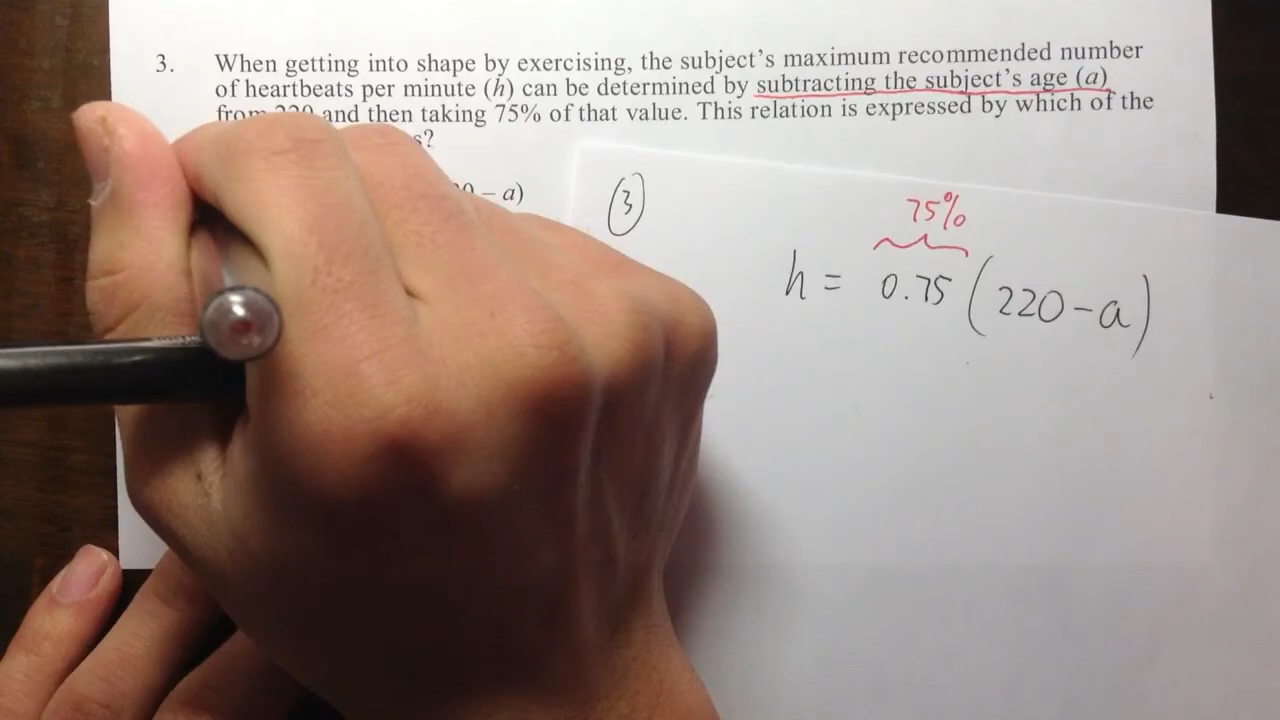 3. When getting into shape by exercising, the subject's maximum recommended number
of heartbeats per minute (h) can be determined by subtracting the subject's age (a)
from 220 and then taking 75% of that value. This relation is expressed by which of the
?
– a)
3
75%
h = 0.75 (220 - a)